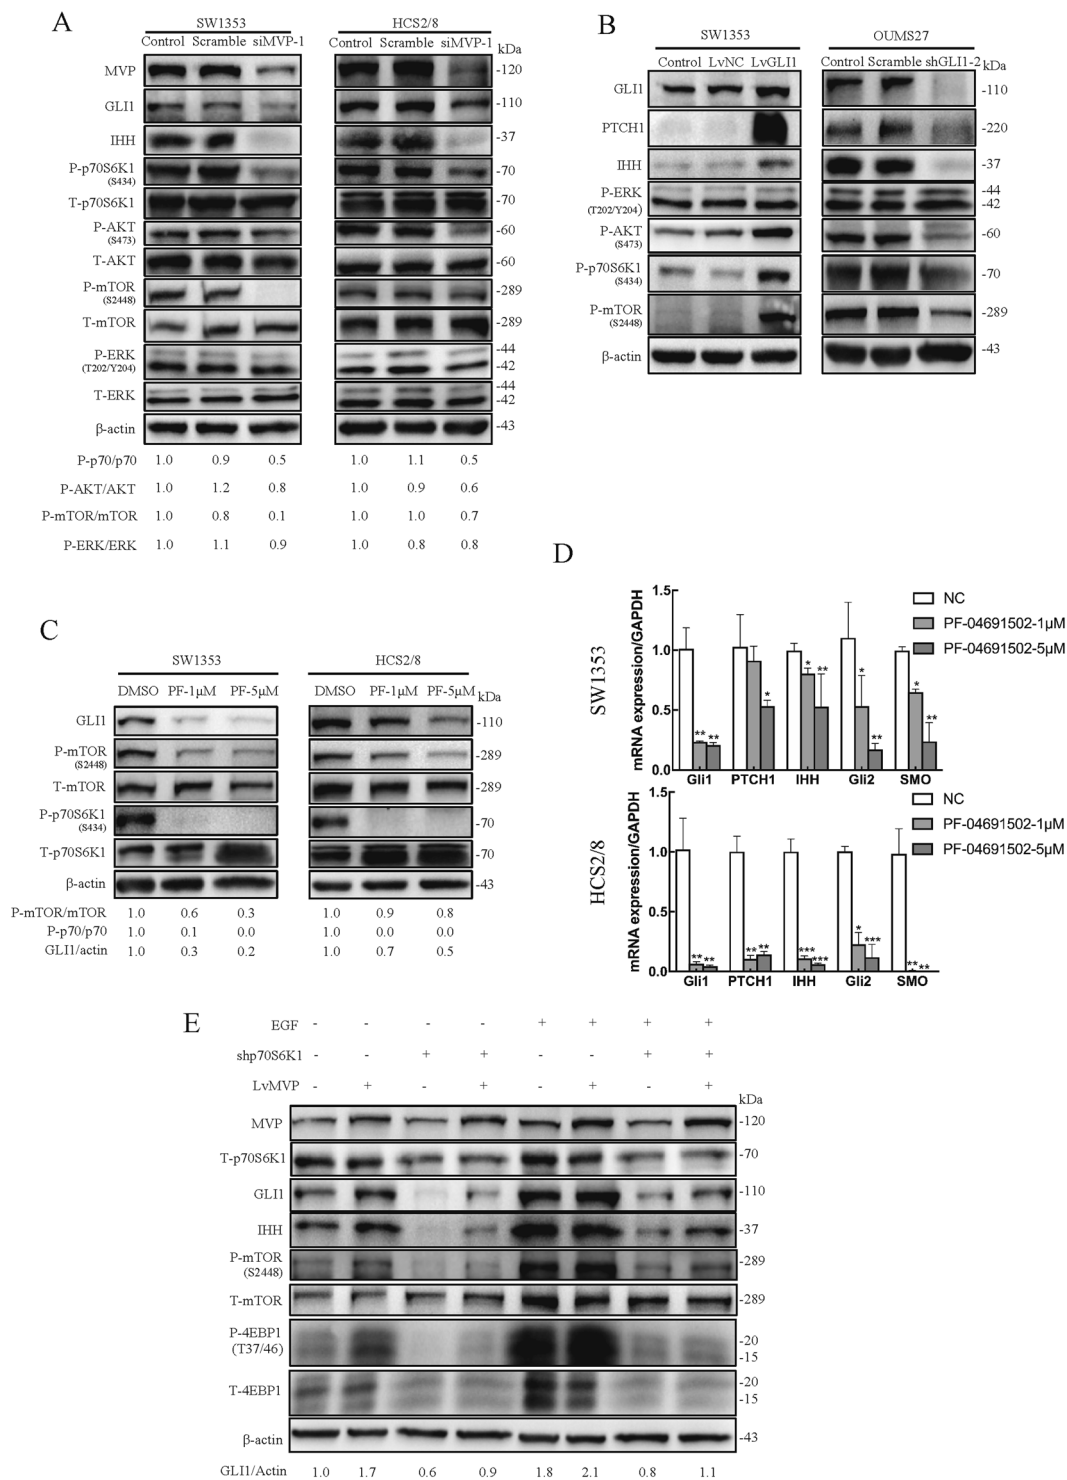 A
SW1353 HCS2/8
Control Scramble siMVP-1 Control Scramble siMVP-1 kDa
MVP -120
GLI1 -110
IHH -37
P-p70S6K1 (S434) -70
T-p70S6K1 -70
P-AKT (S473) -60
T-AKT -60
P-mTOR (S2448) -289
T-mTOR -289
P-ERK (T202/Y204) -44 -42
T-ERK -44 -42
β-actin -43
P-p70/p70 1.0 0.9 0.5 1.0 1.1 0.5
P-AKT/AKT 1.0 1.2 0.8 1.0 0.9 0.6
P-mTOR/mTOR 1.0 0.8 0.1 1.0 1.0 0.7
P-ERK/ERK 1.0 1.1 0.9 1.0 0.8 0.8
B
SW1353 OUMS27
Control LvNC LvGLI1 Control Scramble shGLI1-2 kDa
GLI1 -110
PTCH1 -220
IHH -37
P-ERK (T202/Y204) -44 -42
P-AKT (S473) -60
P-p70S6K1 (S434) -70
P-mTOR (S2448) -289
β-actin -43
C
SW1353 HCS2/8
DMSO PF-1μM PF-5μM DMSO PF-1μM PF-5μM kDa
GLI1 -110
P-mTOR (S2448) -289
T-mTOR -289
P-p70S6K1 (S434) -70
T-p70S6K1 -70
β-actin -43
P-mTOR/mTOR 1.0 0.6 0.3 1.0 0.9 0.8
P-p70/p70 1.0 0.1 0.0 1.0 0.0 0.0
GLI1/actin 1.0 0.3 0.2 1.0 0.7 0.5
D
SW1353
mRNA expression/GAPDH
1.5
1.0
0.5
0.0
NC
PF-04691502-1μM
PF-04691502-5μM
** ** * * ** * ** * **
Gli1 PTCH1 IHH Gli2 SMO
HCS2/8
mRNA expression/GAPDH
1.5
1.0
0.5
0.0
NC
PF-04691502-1μM
PF-04691502-5μM
** ** ** ** *** *** * *** ** **
Gli1 PTCH1 IHH Gli2 SMO
E
EGF - - - - + + + +
shp70S6K1 - - + + - - + +
LvMVP - + - + - + - +
kDa
MVP -120
T-p70S6K1 -70
GLI1 -110
IHH -37
P-mTOR (S2448) -289
T-mTOR -289
P-4EBP1 (T37/46) -20 -15
T-4EBP1 -20 -15
β-actin -43
GLI1/Actin 1.0 1.7 0.6 0.9 1.8 2.1 0.8 1.1